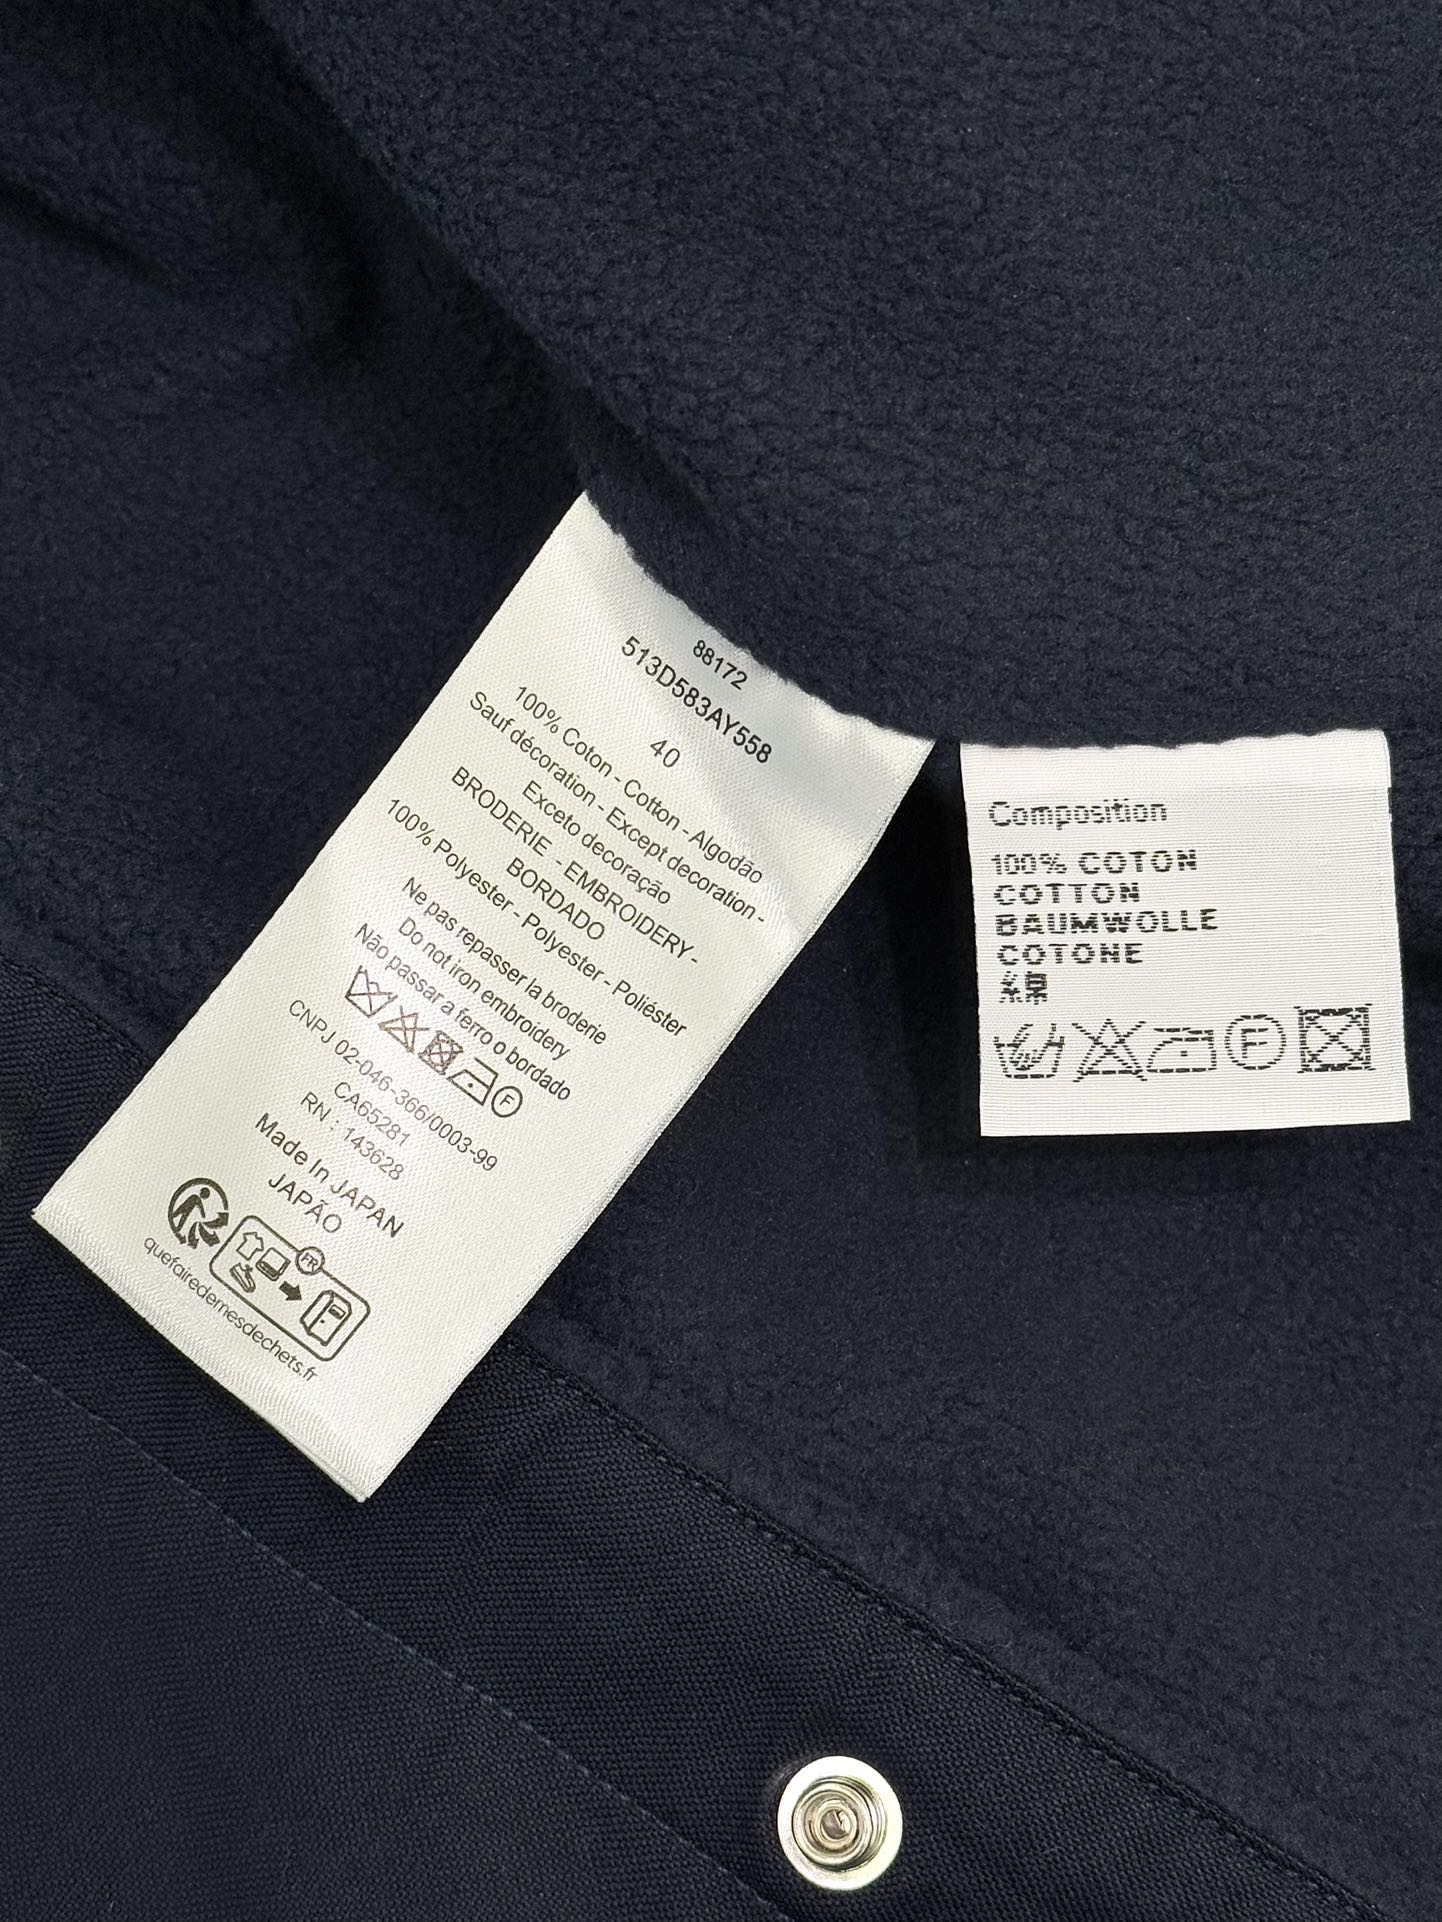 88172
513D583AY558
40
100% Coton - Cotton - Algodão
Sauf décoration - Except decoration -
Exceto decoração
BRODERIE - EMBROIDERY-
BORDADO
100% Polyester - Polyester - Poliéster
Ne pas repasser la broderie
Do not iron embroidery
Não passar a ferro o bordado
F
CNPJ 02-046-366/0003-99
CA65281
RN : 143628
Made In JAPAN
JAPÃO
FR
quefairedemesdechets.fr
Composition
100% COTON
COTTON
BAUMWOLLE
COTONE
F